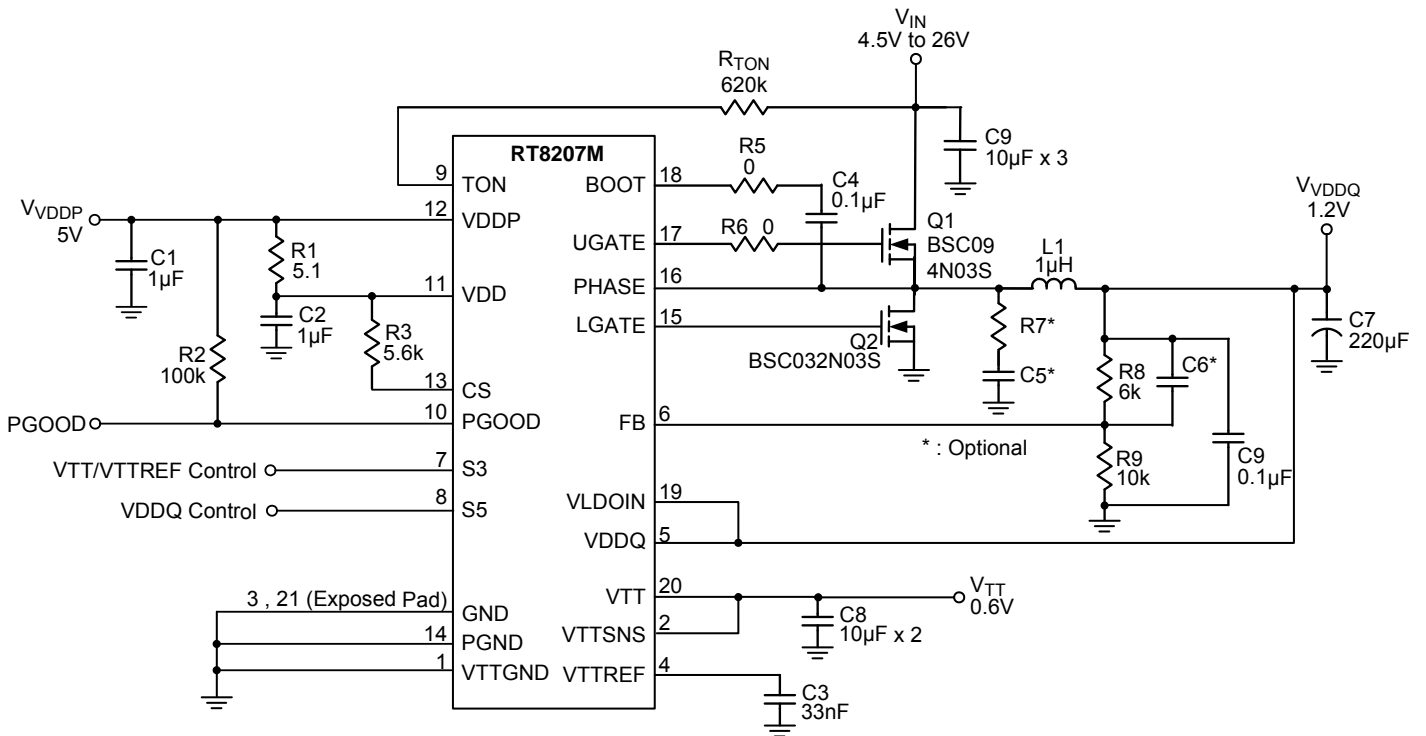 V_IN
4.5V to 26V
R_TON
620k
RT8207M
C9
10µF x 3
R5
0
C4
0.1µF
9
TON
BOOT
18
V_VDDP
5V
12
VDDP
V_VDDQ
1.2V
C1
1µF
R1
5.1
UGATE
17
R6 0
Q1
BSC09
4N03S
L1
1µH
11
VDD
PHASE
16
C2
1µF
R3
5.6k
LGATE
15
Q2
BSC032N03S
R7*
C5*
C7
220µF
R2
100k
R8
6k
C6*
13
CS
PGOOD
10
PGOOD
FB
6
* : Optional
R9
10k
C9
0.1µF
VTT/VTTREF Control
7
S3
VDDQ Control
8
S5
VLDOIN
19
VDDQ
5
3 , 21 (Exposed Pad)
GND
14
PGND
1
VTTGND
VTT
20
V_TT
0.6V
C8
10µF x 2
VTTSNS
2
VTTREF
4
C3
33nF